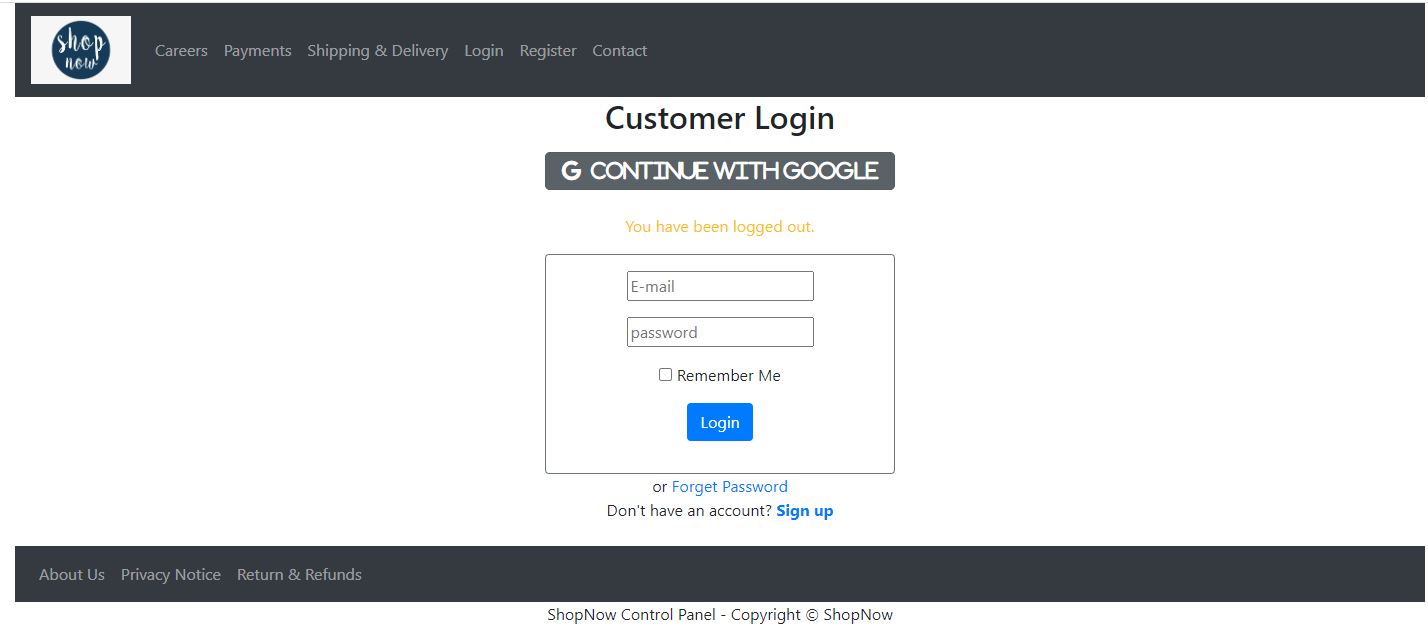 shop
now
Careers Payments Shipping & Delivery Login Register Contact
Customer Login
G CONTINUE WITH GOOGLE
You have been logged out.
E-mail
password
Remember Me
Login
or Forget Password
Don't have an account? Sign up
About Us Privacy Notice Return & Refunds
ShopNow Control Panel - Copyright © ShopNow